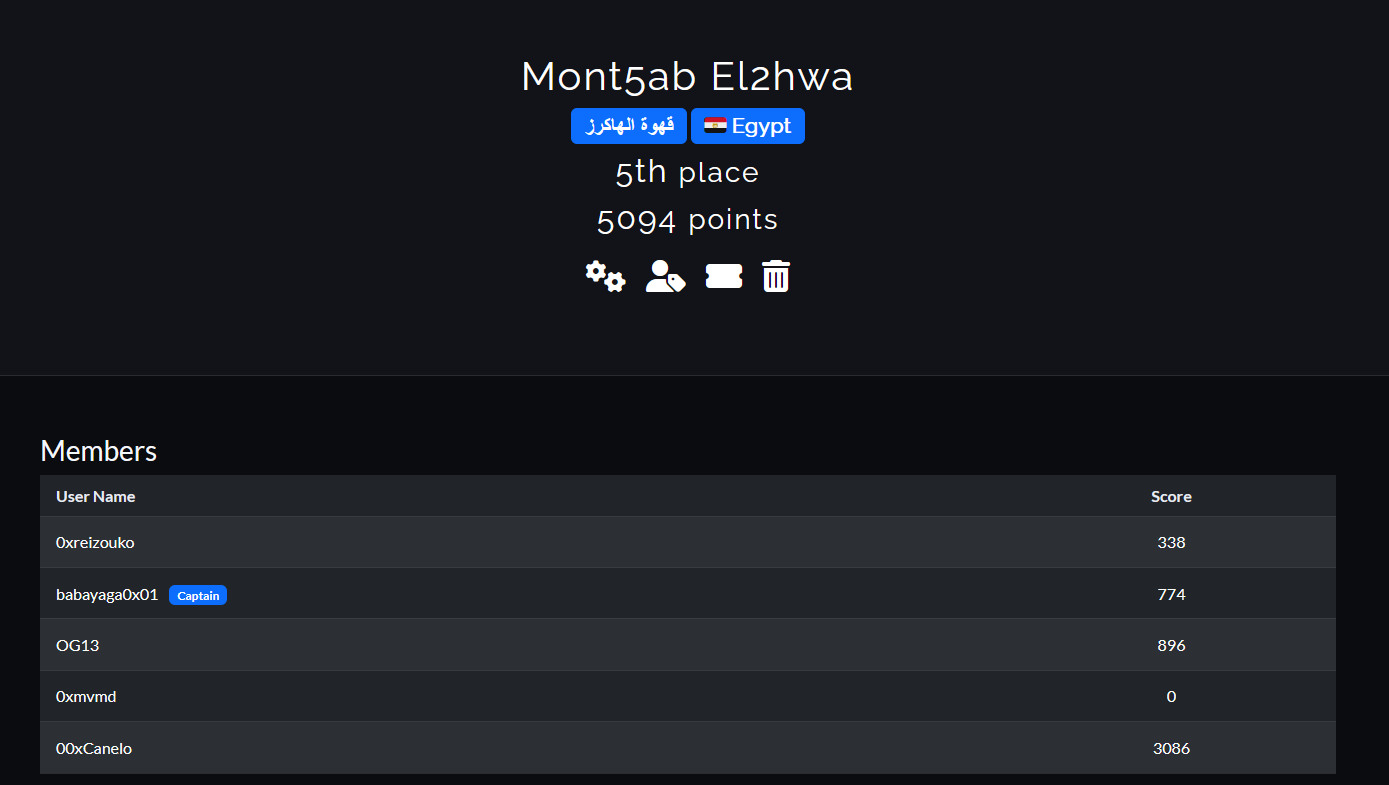 Mont5ab El2hwa
قهوة الهاكرز Egypt
5th place
5094 points
Members
User Name Score
0xreizouko 338
babayaga0x01 Captain 774
OG13 896
0xmvmd 0
00xCanelo 3086